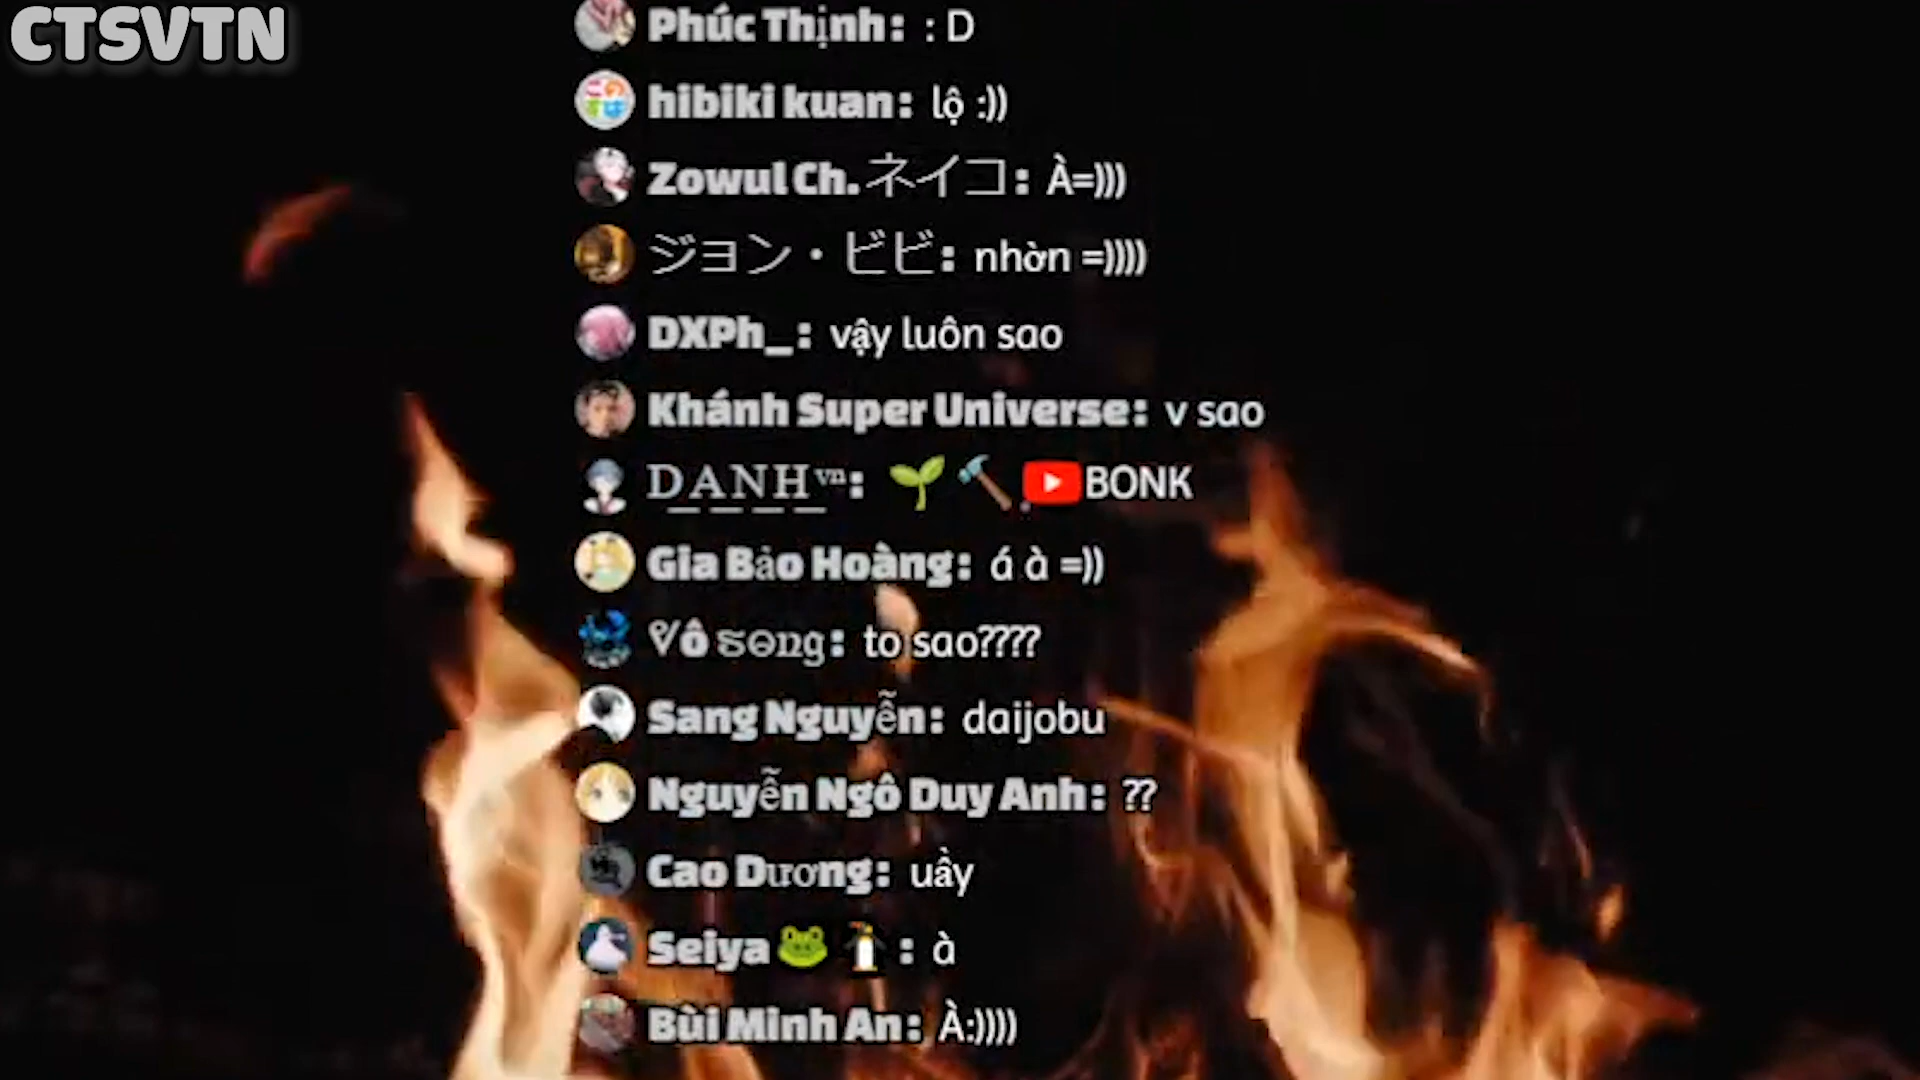 CTSVTN
Phúc Thịnh: : D
hibiki kuan: lộ :))
Zowul Ch.ネイコ: À=)))
ジョン・ビビ: nhờn =))))
DXPh_: vậy luôn sao
Khánh Super Universe: v sao
D͟A͟N͟H͟ᵛⁿ: 🌱🔨BONK
Gia Bảo Hoàng: á à =))
Vô song: to sao????
Sang Nguyễn: daijobu
Nguyễn Ngô Duy Anh: ??
Cao Dương: uầy
Seiya🐸🐧: à
Bùi Minh An: À:))))